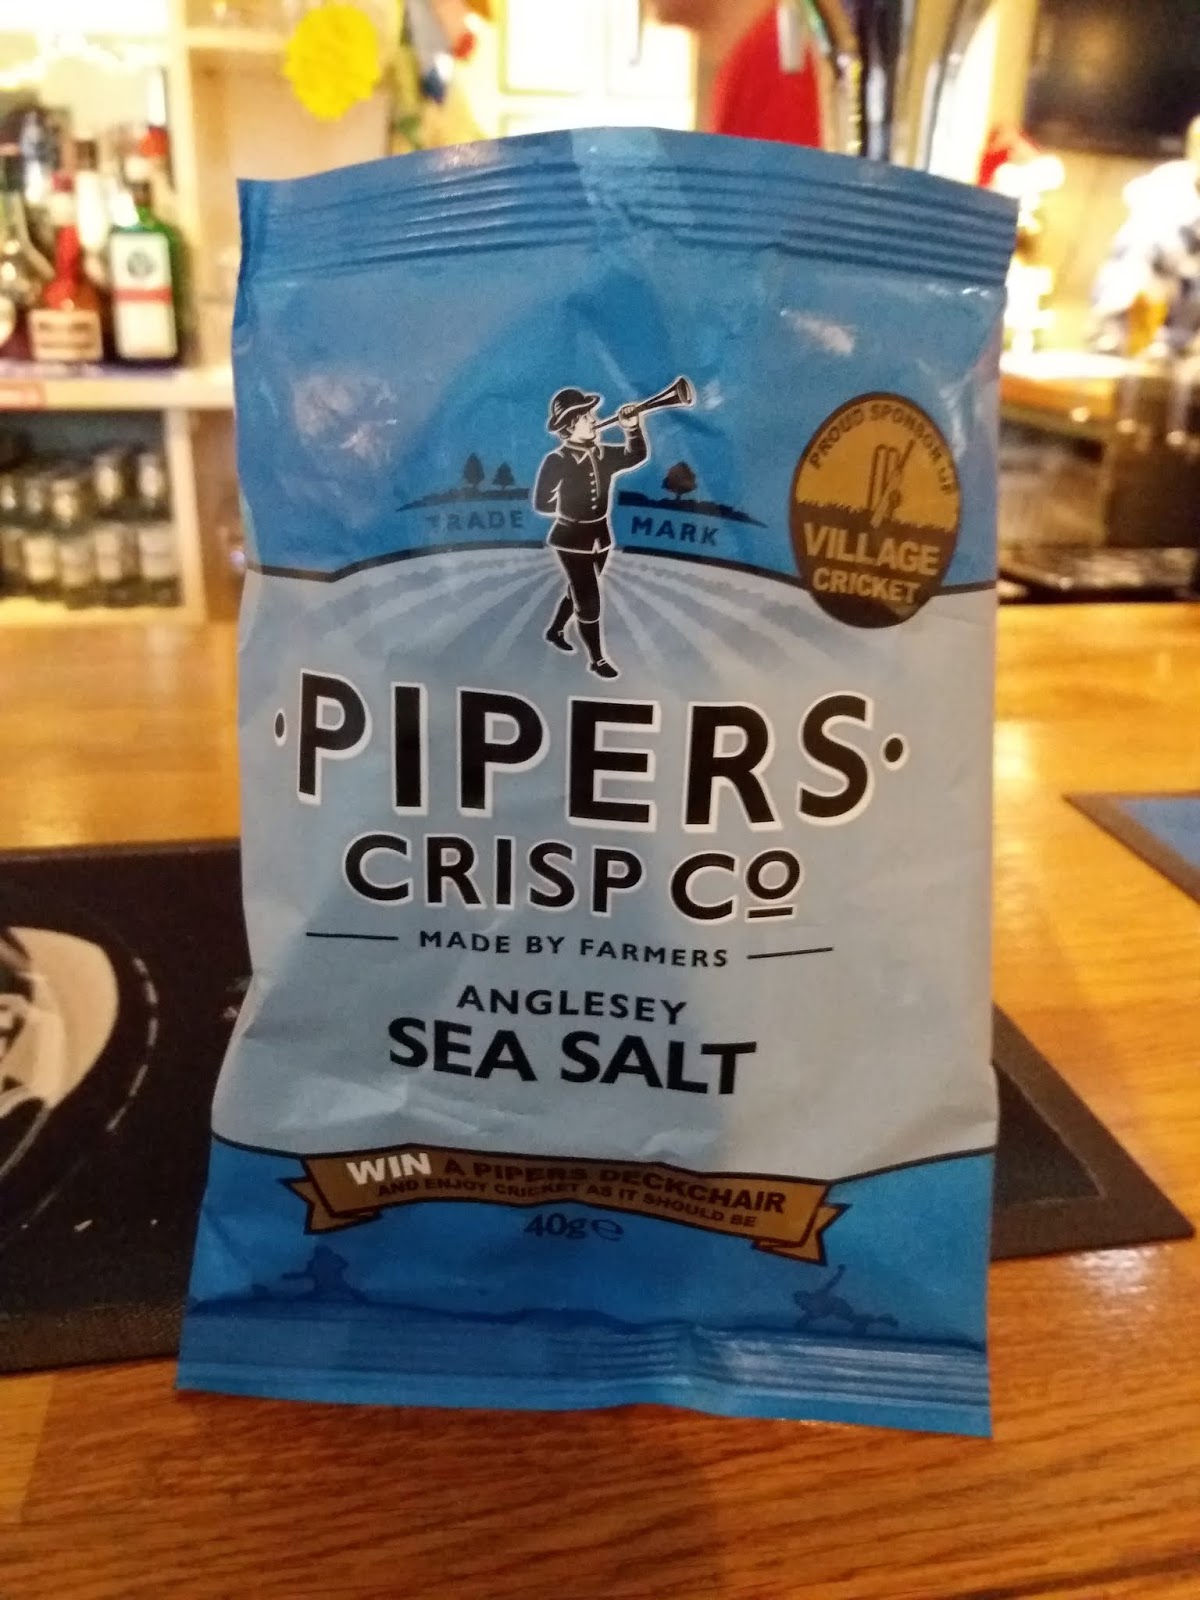 PROUD SPONSOR OF
VILLAGE
CRICKET
TRADE MARK
·PIPERS·
CRISP Co
MADE BY FARMERS
ANGLESEY
SEA SALT
WIN A PIPERS DECKCHAIR
AND ENJOY CRICKET AS IT SHOULD BE
40g℮